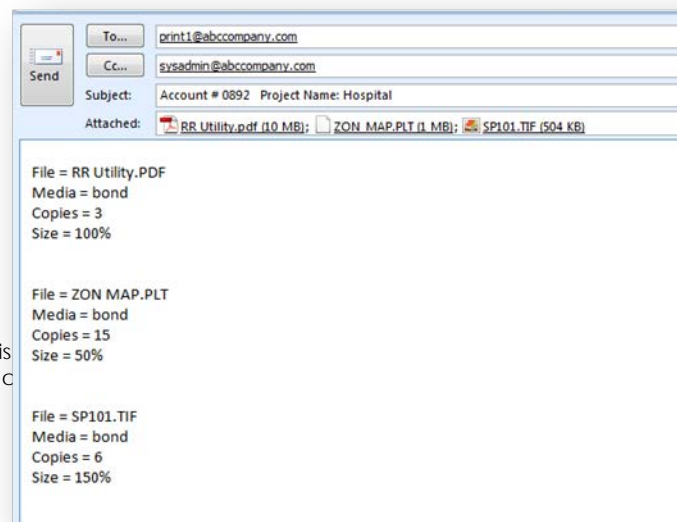 To...
print1@abccompany.com
Send
Cc...
sysadmin@abccompany.com
Subject:
Account # 0892 Project Name: Hospital
Attached:
RR Utility.pdf (10 MB); ZON MAP.PLT (1 MB); SP101.TIF (504 KB)
File = RR Utility.PDF
Media = bond
Copies = 3
Size = 100%
File = ZON MAP.PLT
Media = bond
Copies = 15
is
Size = 50%
c
File = SP101.TIF
Media = bond
Copies = 6
Size = 150%